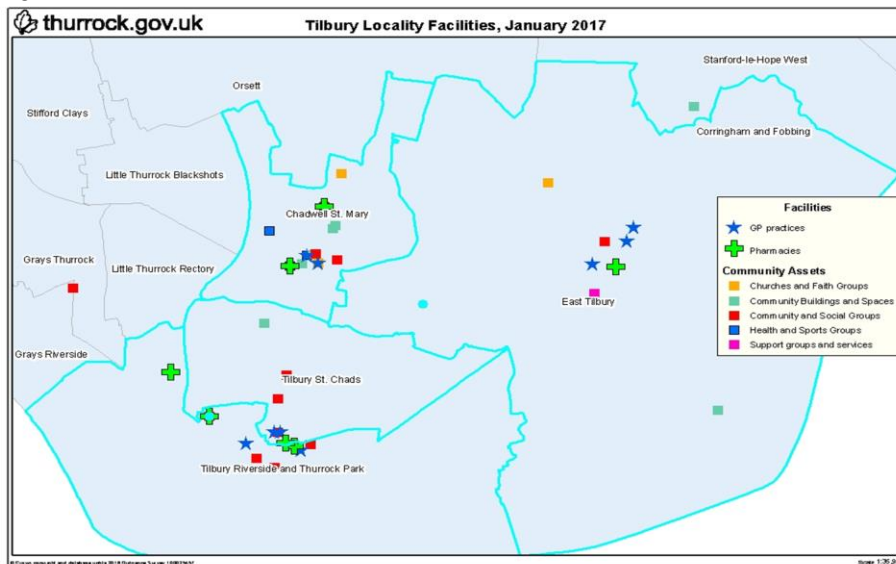 thurrock.gov.uk
Tilbury Locality Facilities, January 2017
Stanford-le-Hope West
Orsett
Stifford Clays
Corringham and Fobbing
Little Thurrock Blackshots
Chadwell St. Mary
Grays Thurrock
Little Thurrock Rectory
East Tilbury
Grays Riverside
Tilbury St. Chads
Tilbury Riverside and Thurrock Park
Facilities
GP practices
Pharmacies
Community Assets
Churches and Faith Groups
Community Buildings and Spaces
Community and Social Groups
Health and Sports Groups
Support groups and services